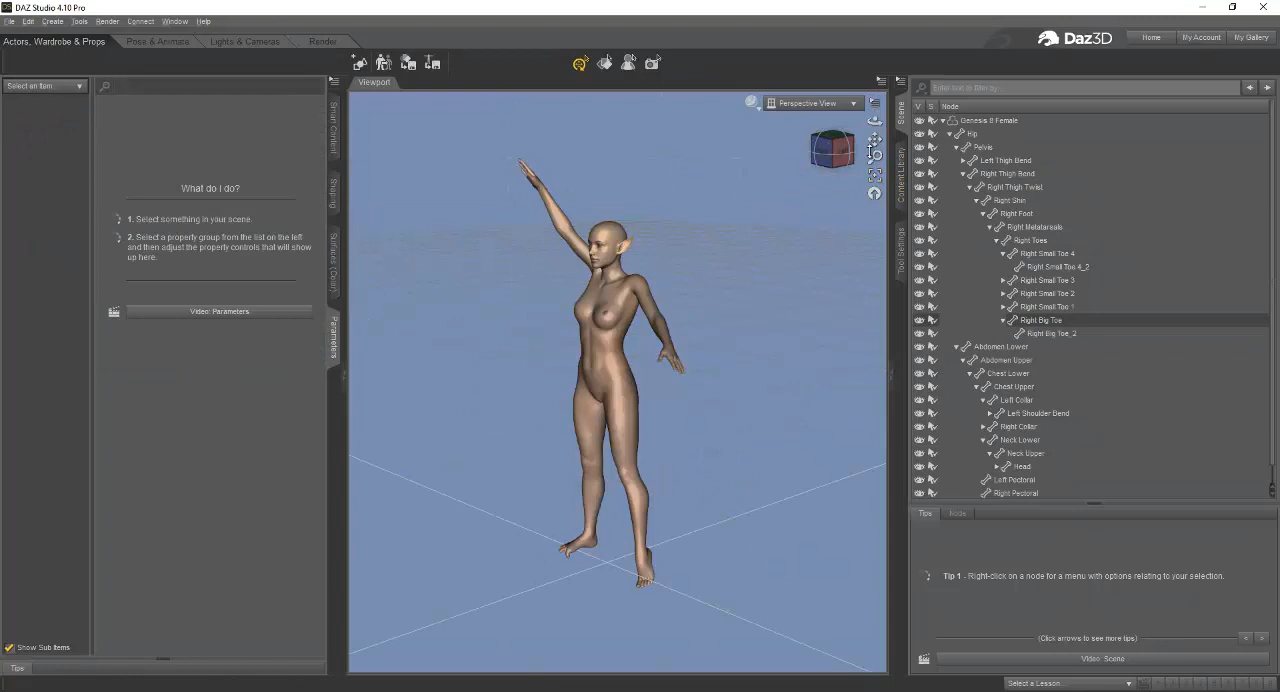 DAZ Studio 4.10 Pro
File Edit Create Tools Render Connect Window Help
Actors, Wardrobe & Props Pose & Animate Lights & Cameras Render
Daz3D Home My Account My Gallery
Select an Item...
What do I do?
1. Select something in your scene.
2. Select a property group from the list on the left
and then adjust the property controls that will show
up here.
Video: Parameters
Show Sub Items
Tips
Smart Content
Shaping
Surfaces (Color)
Parameters
Viewport
Perspective View
Scene
Content Library
Tool Settings
Enter text to filter by...
V S Node
Genesis 8 Female
Hip
Pelvis
Left Thigh Bend
Right Thigh Bend
Right Thigh Twist
Right Shin
Right Foot
Right Metatarsals
Right Toes
Right Small Toe 4
Right Small Toe 4_2
Right Small Toe 3
Right Small Toe 2
Right Small Toe 1
Right Big Toe
Right Big Toe_2
Abdomen Lower
Abdomen Upper
Chest Lower
Chest Upper
Left Collar
Left Shoulder Bend
Right Collar
Neck Lower
Neck Upper
Head
Left Pectoral
Right Pectoral
Tips Node
Tip 1 - Right-click on a node for a menu with options relating to your selection.
(Click arrows to see more tips) < >
Video: Scene
Select a Lesson...